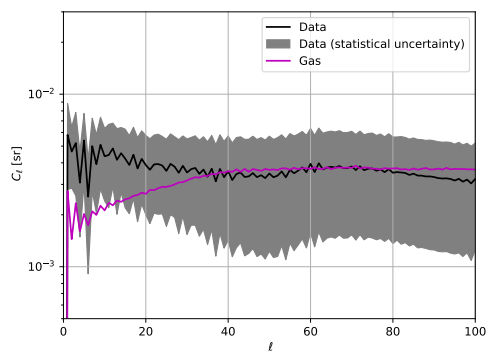 Data
Data (statistical uncertainty)
Gas
10⁻²
10⁻³
C_ℓ [sr]
0 20 40 60 80 100
ℓ